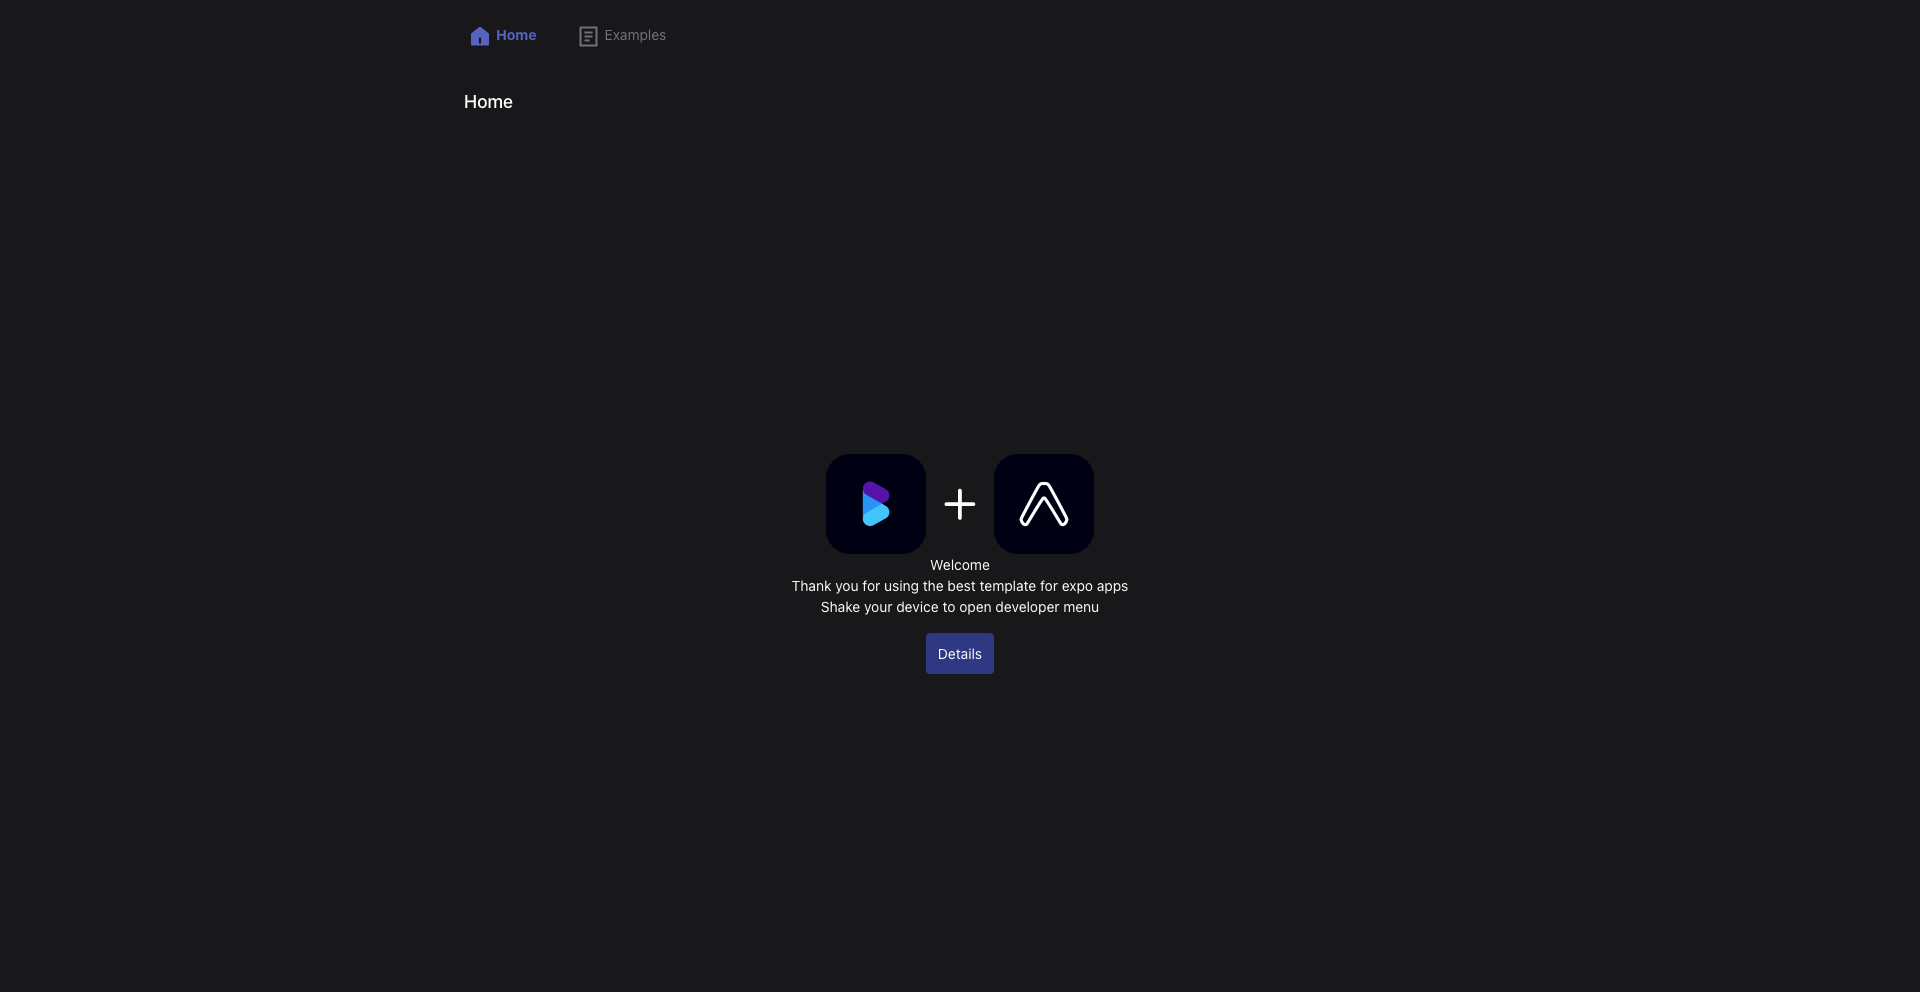 Home
Examples
Home
Welcome
Thank you for using the best template for expo apps
Shake your device to open developer menu
Details